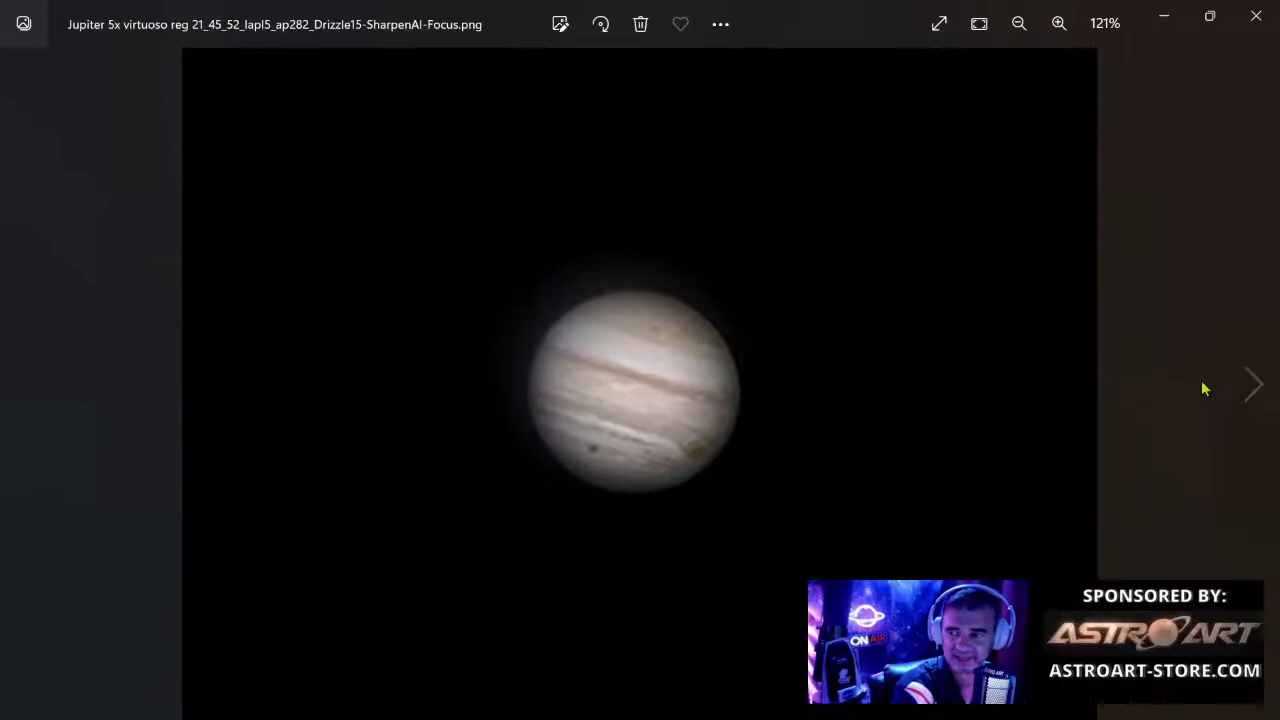 Jupiter 5x virtuoso reg 21_45_52_lapl5_ap282_Drizzle15-SharpenAI-Focus.png
121%
ON AIR
SPONSORED BY:
ASTROART
ASTROART-STORE.COM